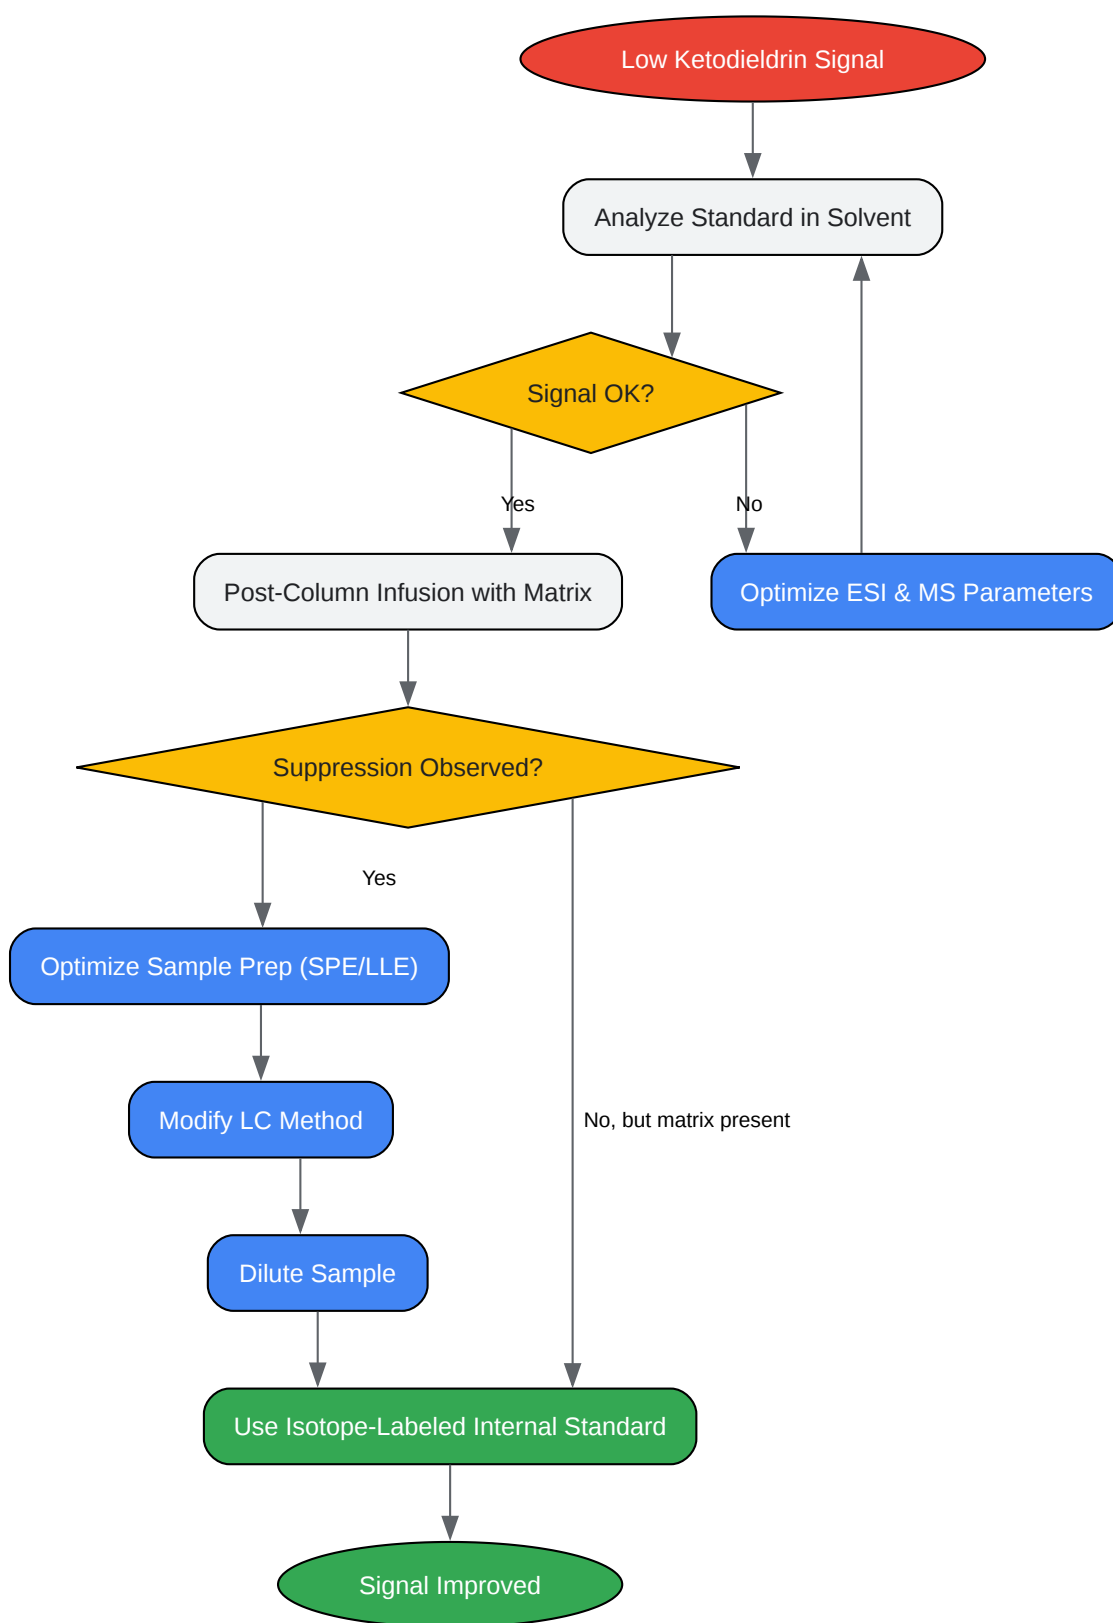 Low Ketodieldrin Signal
Analyze Standard in Solvent
Signal OK?
Yes
No
Post-Column Infusion with Matrix
Optimize ESI & MS Parameters
Suppression Observed?
Yes
Optimize Sample Prep (SPE/LLE)
Modify LC Method
No, but matrix present
Dilute Sample
Use Isotope-Labeled Internal Standard
Signal Improved